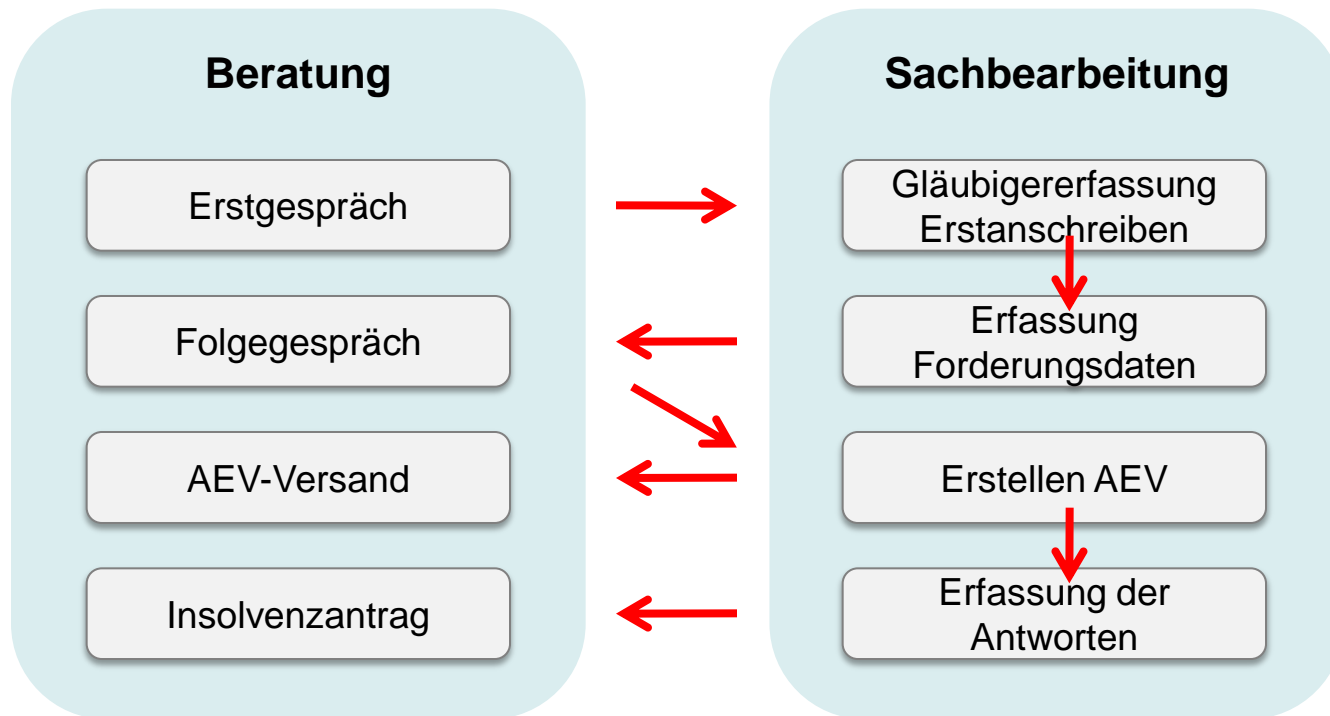 Beratung
Erstgespräch
Folgegespräch
AEV-Versand
Insolvenzantrag
Sachbearbeitung
Gläubigererfassung
Erstanschreiben
Erfassung
Forderungsdaten
Erstellen AEV
Erfassung der
Antworten